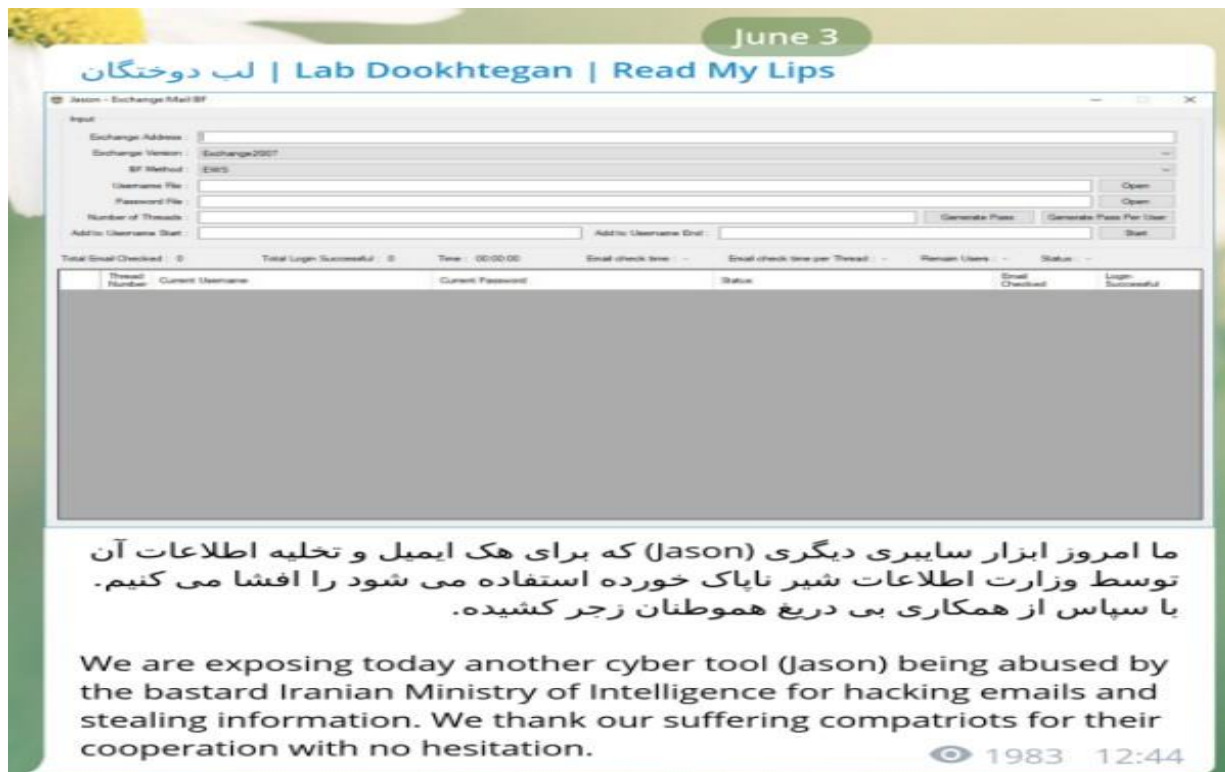 June 3
لب دوختگان | Lab Dookhtegan | Read My Lips
Jason - Exchange Mail BF
Input
Exchange Address :
Exchange Version : Exchange2007
BF Method : EWS
Username File : Open
Password File : Open
Number of Threads : Generate Pass Generate Pass Per User
Add to Username Start : Add to Username End : Start
Total Email Checked : 0 Total Login Successful : 0 Time : 00:00:00 Email check time : - Email check time per Thread : - Remain Users : - Status : -
Thread Number Current Username Current Password Status Email Checked Login Successful
ما امروز ابزار سایبری دیگری (Jason) که برای هک ایمیل و تخلیه اطلاعات آن
توسط وزارت اطلاعات شیر ناپاک خورده استفاده می شود را افشا می کنیم.
با سپاس از همکاری بی دریغ هموطنان زجر کشیده.
We are exposing today another cyber tool (Jason) being abused by
the bastard Iranian Ministry of Intelligence for hacking emails and
stealing information. We thank our suffering compatriots for their
cooperation with no hesitation.
1983 12:44